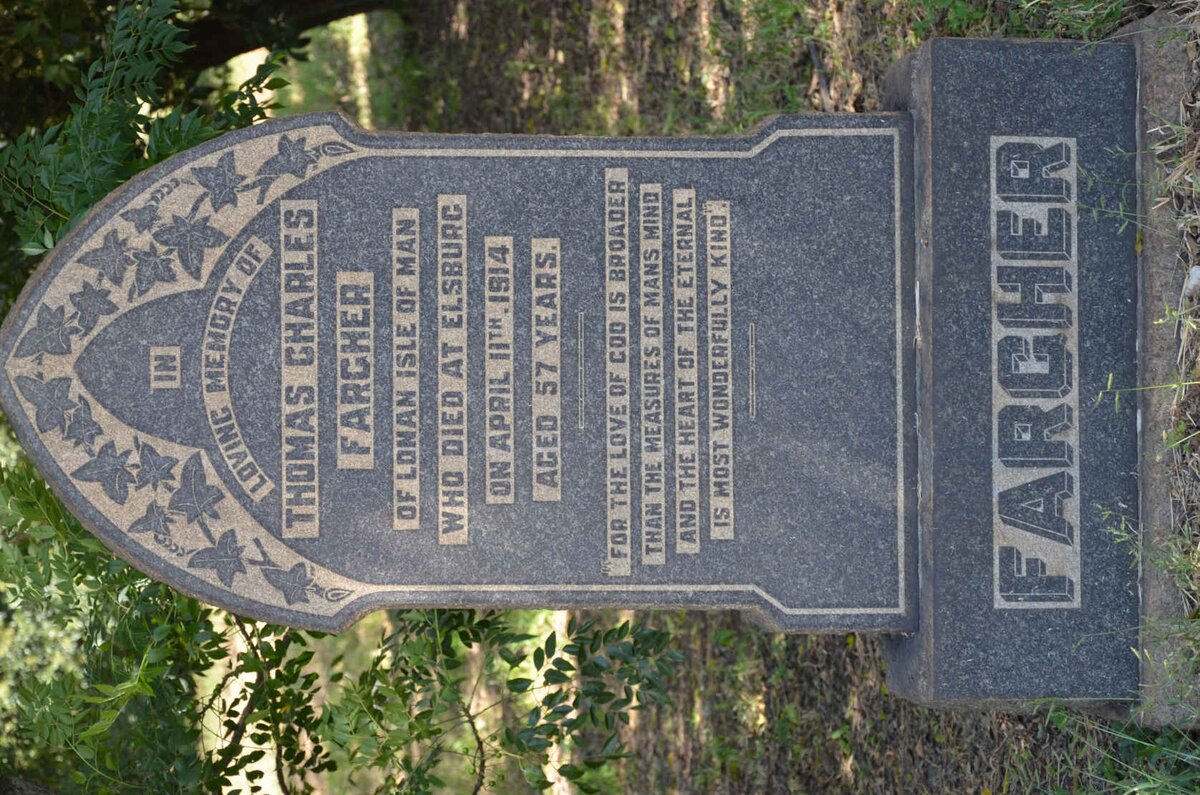 IN
LOVING MEMORY OF
THOMAS CHARLES
FARGHER
OF LONAN ISLE OF MAN
WHO DIED AT ELSBURG
ON APRIL 11TH, 1914
AGED 57 YEARS.
"FOR THE LOVE OF GOD IS BROADER
THAN THE MEASURES OF MANS MIND
AND THE HEART OF THE ETERNAL
IS MOST WONDERFULLY KIND".
FARGHER